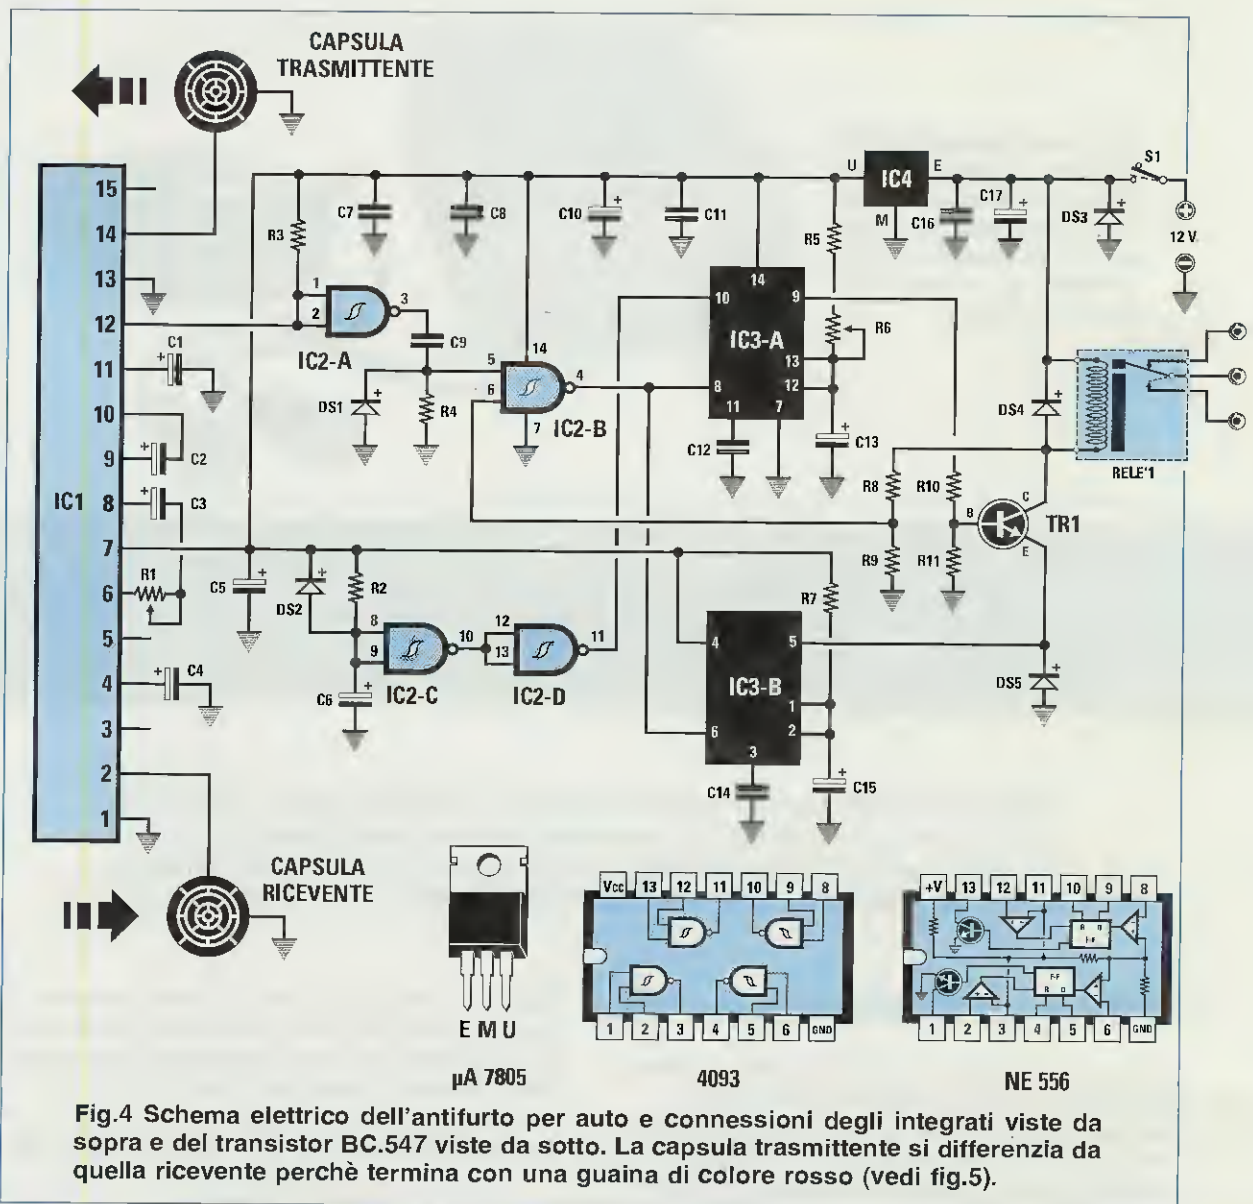 CAPSULA
TRASMITTENTE
15
14
13
12
11
10
9
8
7
6
5
4
3
2
1
IC1
C1
+
C2
+
C3
+
R1
C4
+
R3
C7
C8
C10
+
C11
1
2
3
IC2-A
C9
DS1
+
R4
5
6
14
4
7
IC2-B
U
IC4
E
M
C16
C17
+
DS3
+
S1
12 V.
R5
R6
14
10
9
IC3-A
13
12
8
11
7
C12
C13
+
DS4
+
RELE'1
R8
R10
R9
R11
B
C
E
TR1
C5
+
DS2
+
R2
8
9
10
IC2-C
C6
+
12
13
11
IC2-D
R7
4
5
IC3-B
1
2
6
3
C14
C15
+
DS5
+
CAPSULA
RICEVENTE
E M U
µA 7805
Vcc 13 12 11 10 9 8
1 2 3 4 5 6 GND
4093
+V 13 12 11 10 9 8
R Q
F-F
F-F
R Q
1 2 3 4 5 6 GND
NE 556
Fig.4 Schema elettrico dell'antifurto per auto e connessioni degli integrati viste da
sopra e del transistor BC.547 viste da sotto. La capsula trasmittente si differenzia da
quella ricevente perchè termina con una guaina di colore rosso (vedi fig.5).